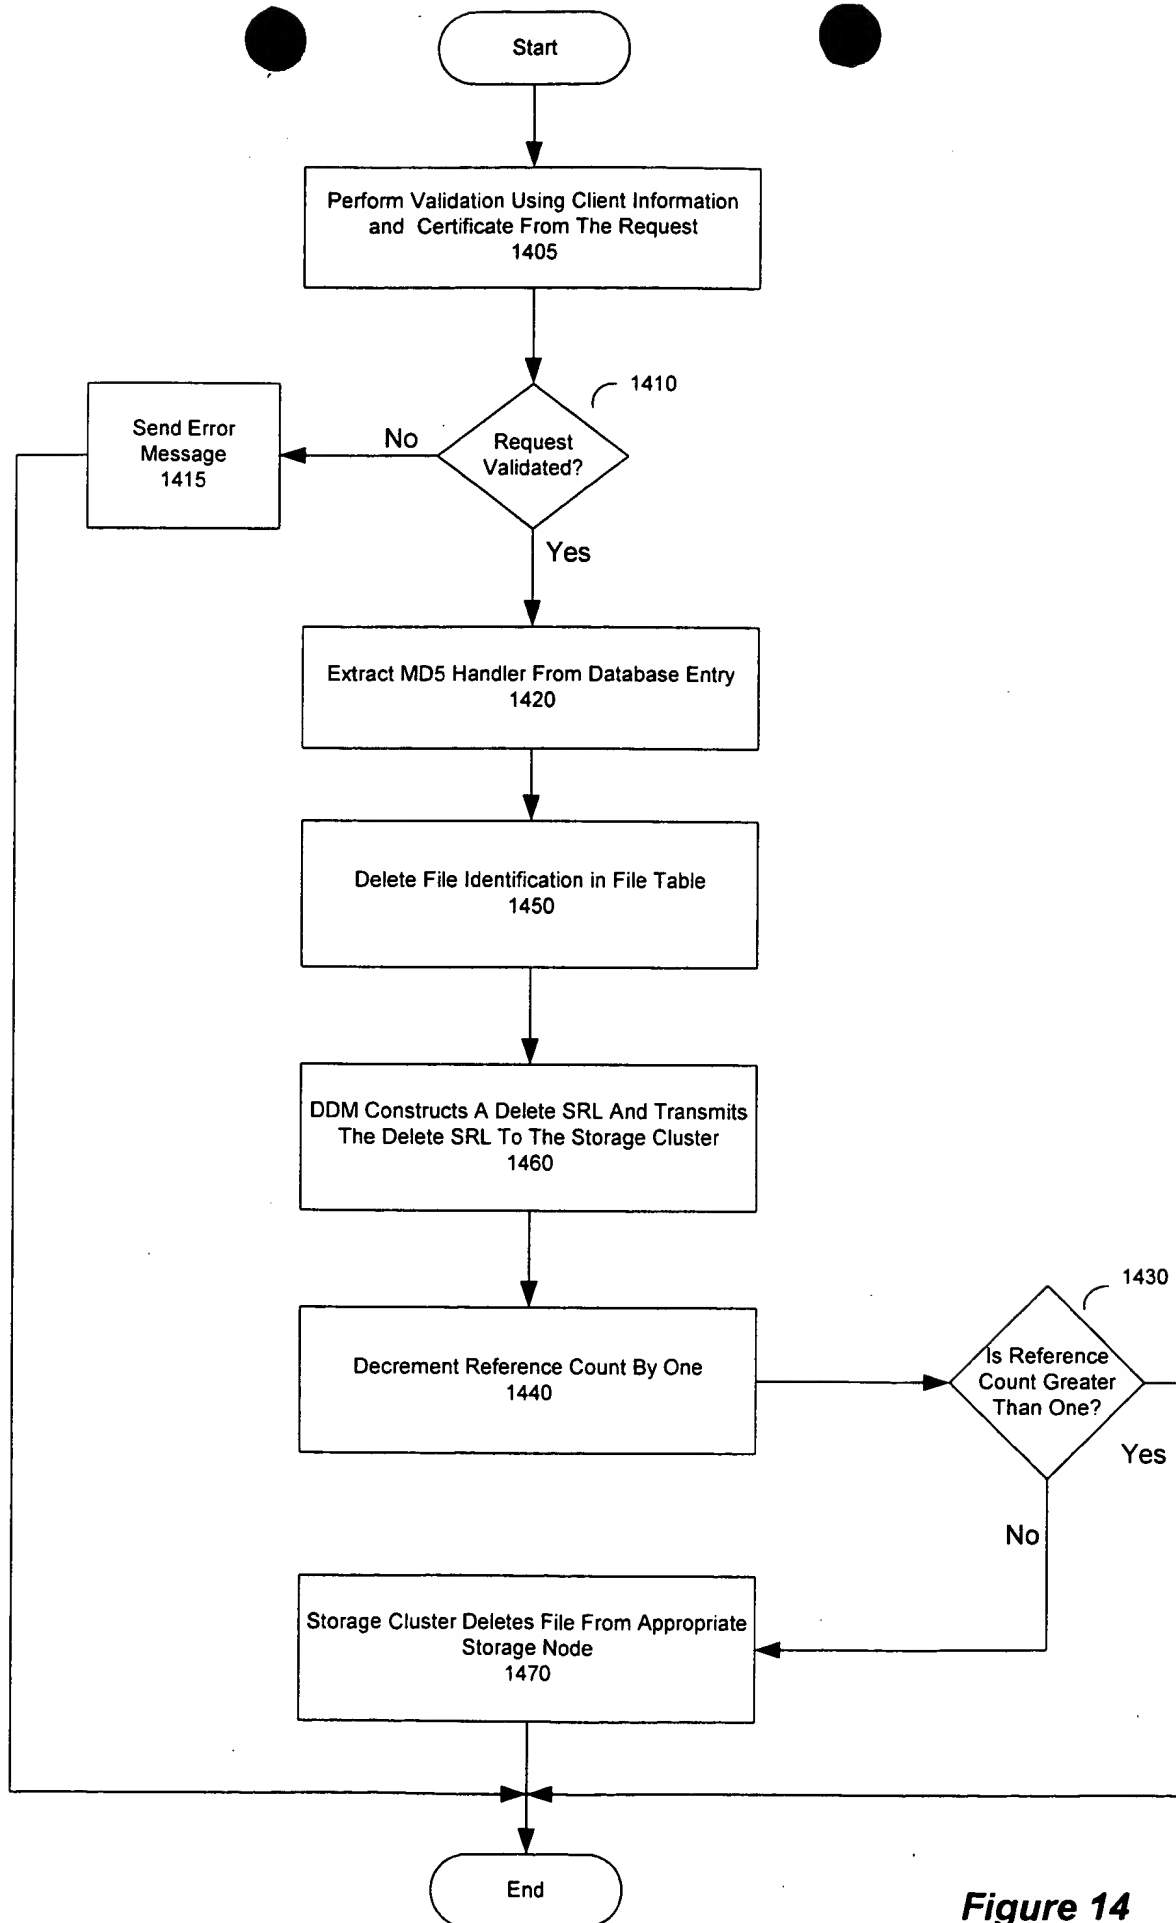 Start
Perform Validation Using Client Information
and Certificate From The Request
1405
1410
Request
Validated?
No
Send Error
Message
1415
Yes
Extract MD5 Handler From Database Entry
1420
Delete File Identification in File Table
1450
DDM Constructs A Delete SRL And Transmits
The Delete SRL To The Storage Cluster
1460
Decrement Reference Count By One
1440
1430
Is Reference
Count Greater
Than One?
Yes
No
Storage Cluster Deletes File From Appropriate
Storage Node
1470
End
Figure 14